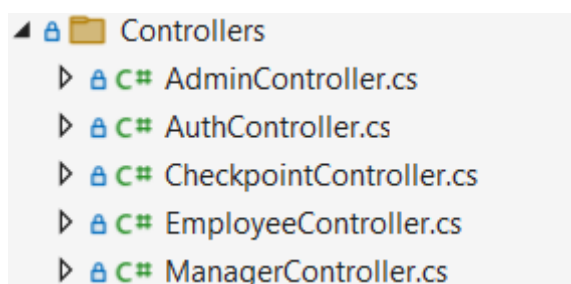 Controllers
C# AdminController.cs
C# AuthController.cs
C# CheckpointController.cs
C# EmployeeController.cs
C# ManagerController.cs